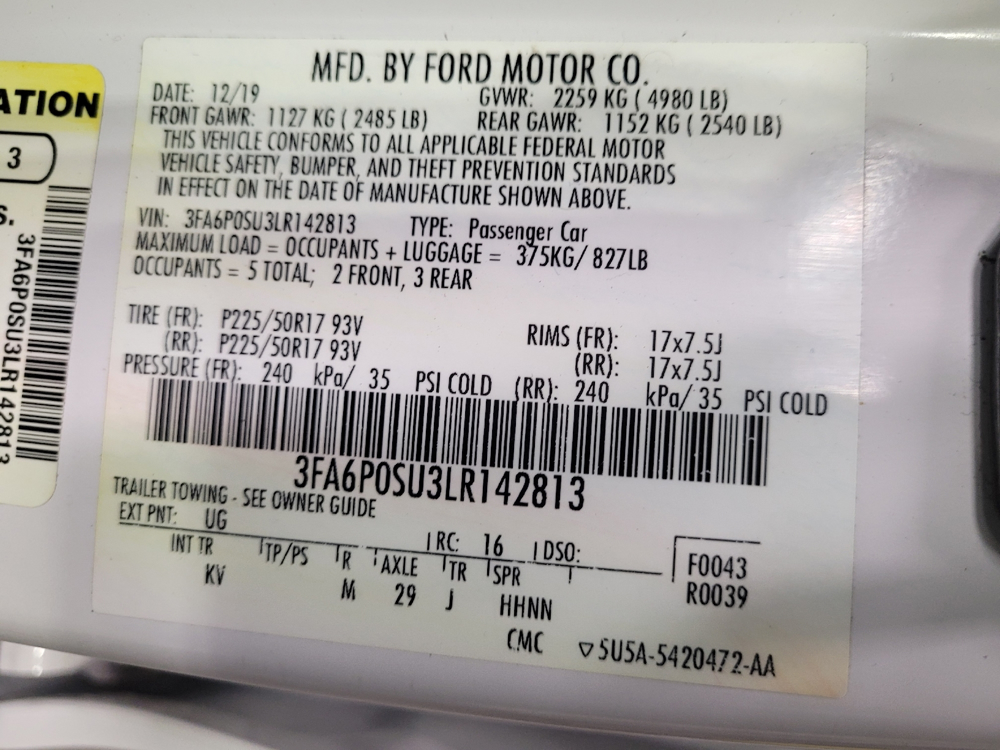 MFD. BY FORD MOTOR CO.
DATE: 12/19 GVWR: 2259 KG ( 4980 LB)
FRONT GAWR: 1127 KG ( 2485 LB) REAR GAWR: 1152 KG ( 2540 LB)
THIS VEHICLE CONFORMS TO ALL APPLICABLE FEDERAL MOTOR
VEHICLE SAFETY, BUMPER, AND THEFT PREVENTION STANDARDS
IN EFFECT ON THE DATE OF MANUFACTURE SHOWN ABOVE.
VIN: 3FA6P0SU3LR142813 TYPE: Passenger Car
MAXIMUM LOAD = OCCUPANTS + LUGGAGE = 375KG/ 827LB
OCCUPANTS = 5 TOTAL; 2 FRONT, 3 REAR
TIRE (FR): P225/50R17 93V RIMS (FR): 17x7.5J
(RR): P225/50R17 93V (RR): 17x7.5J
PRESSURE (FR): 240 kPa/ 35 PSI COLD (RR): 240 kPa/ 35 PSI COLD
3FA6P0SU3LR142813
TRAILER TOWING - SEE OWNER GUIDE
EXT PNT: UG RC: 16 DSO:
INT TR TP/PS R AXLE TR SPR F0043
KV M 29 J HHNN R0039
CMC 5U5A-5420472-AA
ATION
3
S.
3FA6P0SU3LR142813